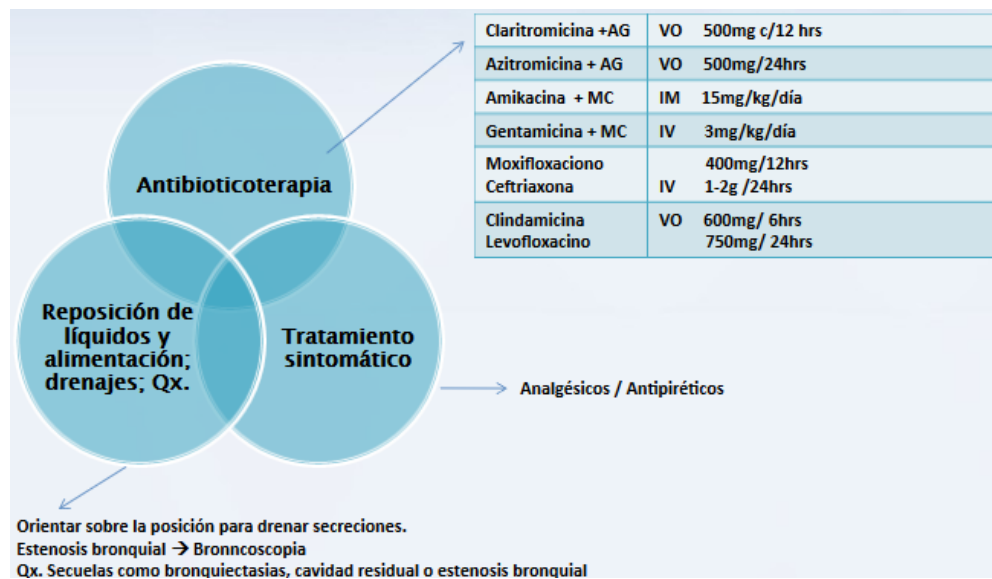 Claritromicina +AG VO 500mg c/12 hrs
Azitromicina + AG VO 500mg/24hrs
Amikacina + MC IM 15mg/kg/día
Gentamicina + MC IV 3mg/kg/día
Moxifloxaciono 400mg/12hrs
Ceftriaxona IV 1-2g /24hrs
Clindamicina VO 600mg/ 6hrs
Levofloxacino 750mg/ 24hrs
Antibioticoterapia
Reposición de
líquidos y
alimentación;
drenajes; Qx.
Tratamiento
sintomático
Analgésicos / Antipiréticos
Orientar sobre la posición para drenar secreciones.
Estenosis bronquial → Bronncoscopia
Qx. Secuelas como bronquiectasias, cavidad residual o estenosis bronquial